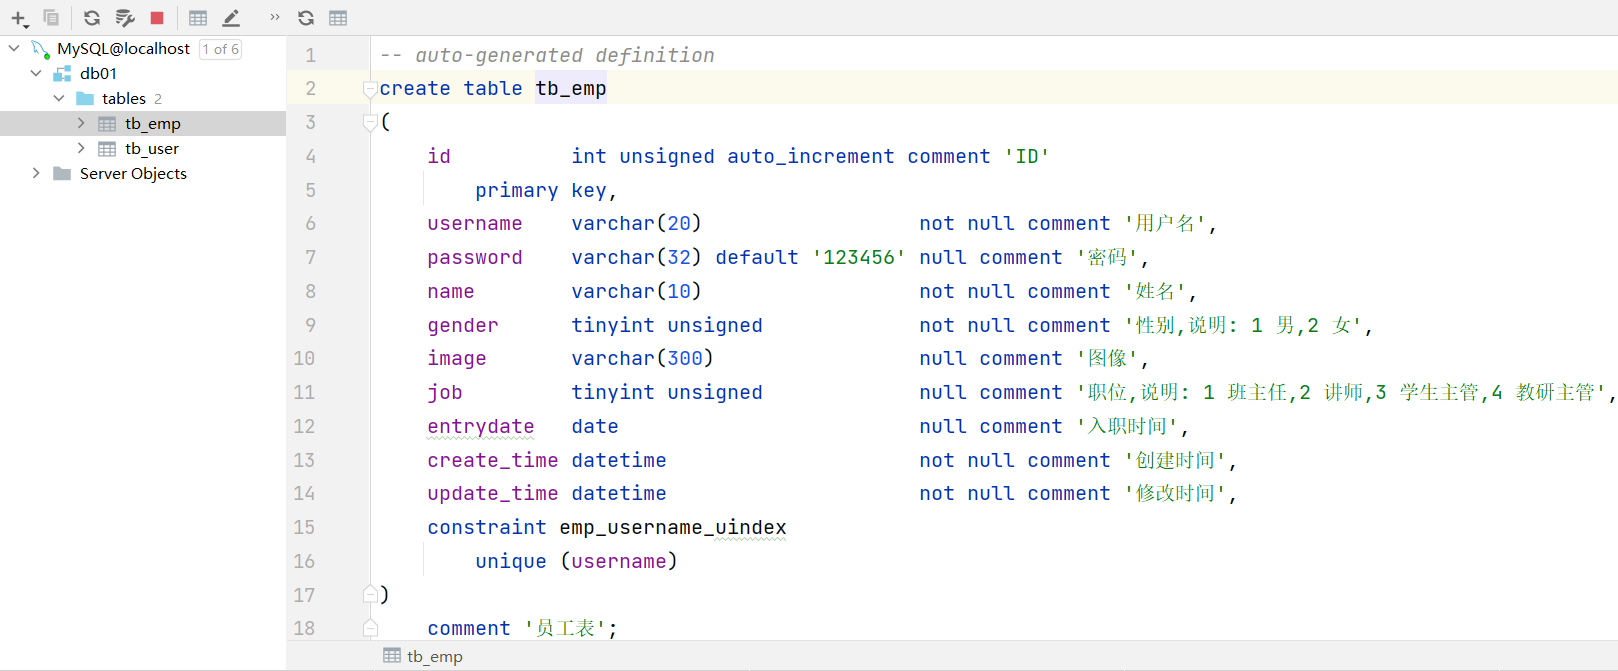 MySQL@localhost 1 of 6
db01
tables 2
tb_emp
tb_user
Server Objects
1 -- auto-generated definition
2 create table tb_emp
3 (
4 id int unsigned auto_increment comment 'ID'
5 primary key,
6 username varchar(20) not null comment '用户名',
7 password varchar(32) default '123456' null comment '密码',
8 name varchar(10) not null comment '姓名',
9 gender tinyint unsigned not null comment '性别,说明: 1 男,2 女',
10 image varchar(300) null comment '图像',
11 job tinyint unsigned null comment '职位,说明: 1 班主任,2 讲师,3 学生主管,4 教研主管',
12 entrydate date null comment '入职时间',
13 create_time datetime not null comment '创建时间',
14 update_time datetime not null comment '修改时间',
15 constraint emp_username_uindex
16 unique (username)
17 )
18 comment '员工表';
tb_emp